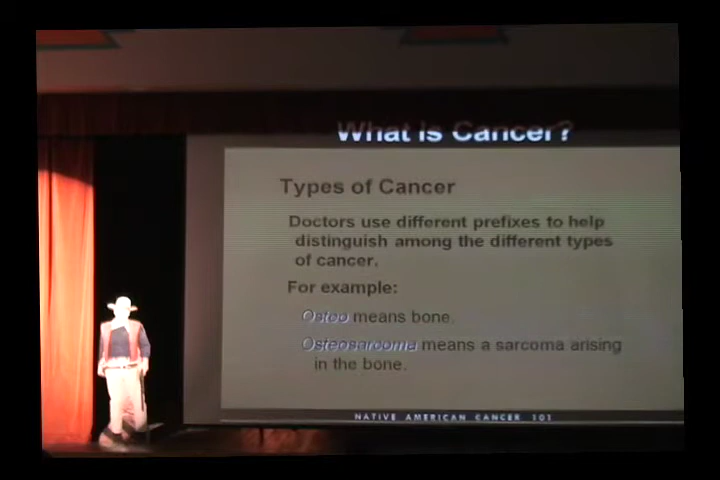 What Is Cancer?
Types of Cancer
Doctors use different prefixes to help
distinguish among the different types
of cancer.
For example:
Osteo means bone.
Osteosarcoma means a sarcoma arising
in the bone.
NATIVE AMERICAN CANCER 101